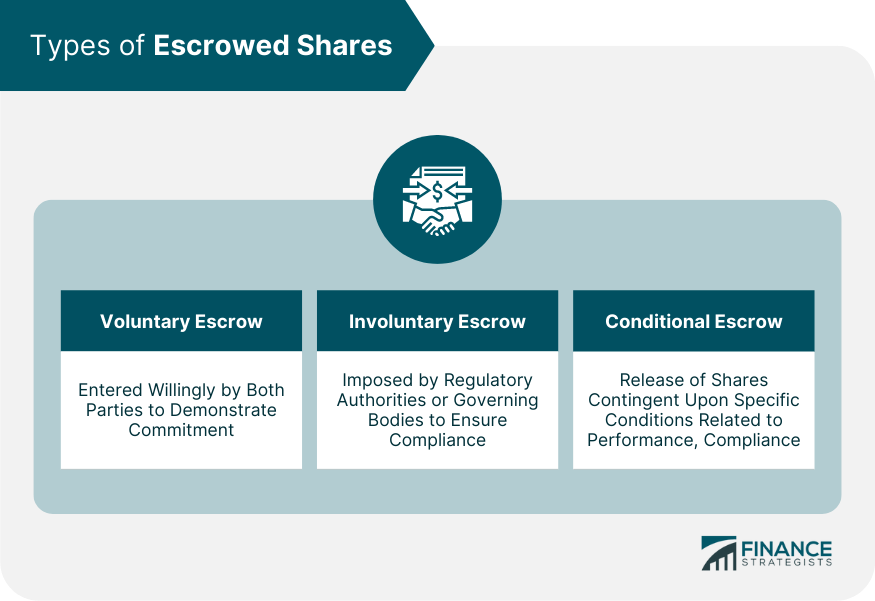 Types of Escrowed Shares
$
Voluntary Escrow
Entered Willingly by Both
Parties to Demonstrate
Commitment
Involuntary Escrow
Imposed by Regulatory
Authorities or Governing
Bodies to Ensure
Compliance
Conditional Escrow
Release of Shares
Contingent Upon Specific
Conditions Related to
Performance, Compliance
FINANCE
STRATEGISTS